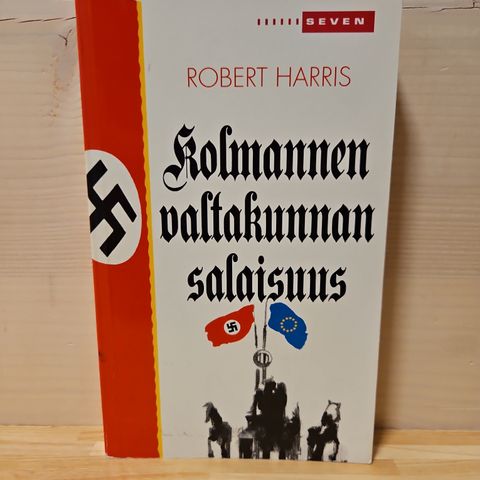 SEVEN
ROBERT HARRIS
Kolmannen
valtakunnan
salaisuus